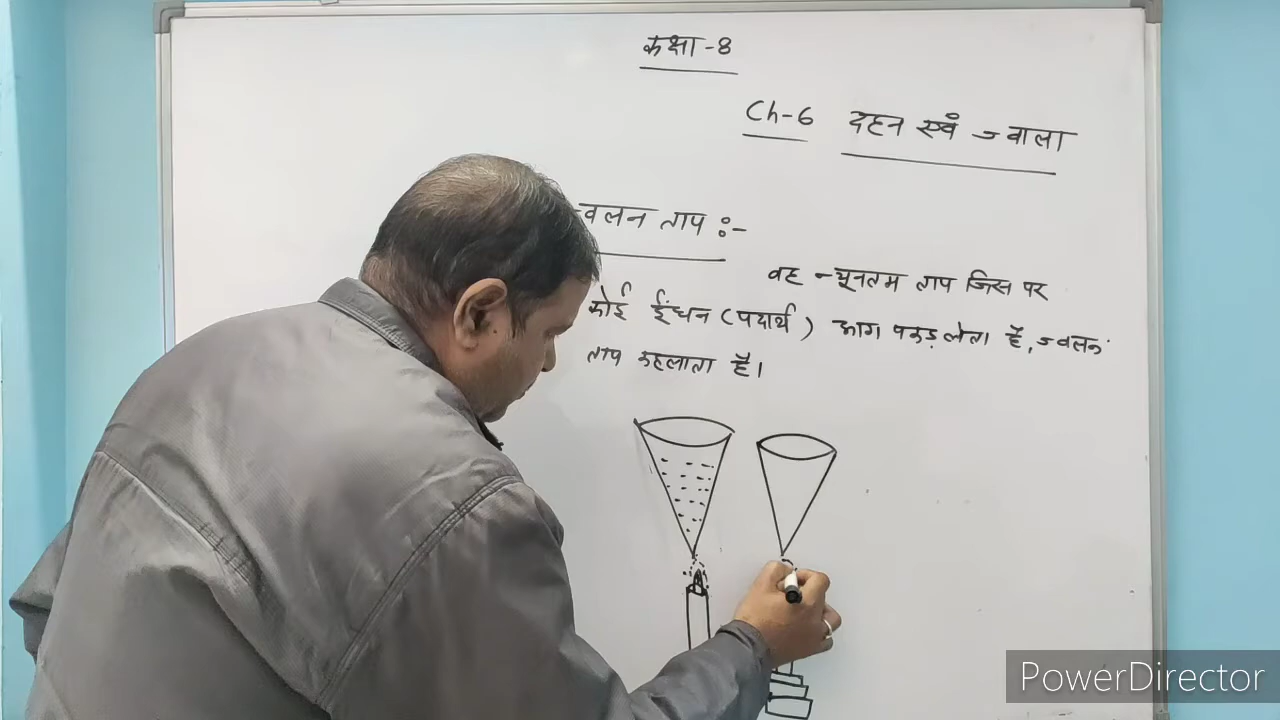 कक्षा -8
Ch-6 दहन एवं ज्वाला
ज्वलन ताप :-
वह न्यूनतम ताप जिस पर
कोई ईंधन (पदार्थ) आग पकड़ लेता है, ज्वलन
ताप कहलाता है।
PowerDirector